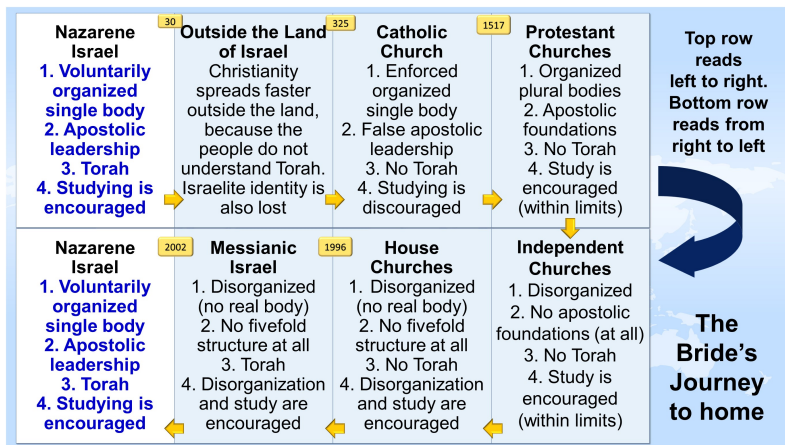 30
325
1517
Nazarene
Israel
1. Voluntarily
organized
single body
2. Apostolic
leadership
3. Torah
4. Studying is
encouraged
Outside the Land
of Israel
Christianity
spreads faster
outside the land,
because the
people do not
understand Torah.
Israelite identity is
also lost
Catholic
Church
1. Enforced
organized
single body
2. False apostolic
leadership
3. No Torah
4. Studying is
discouraged
Protestant
Churches
1. Organized
plural bodies
2. Apostolic
foundations
3. No Torah
4. Study is
encouraged
(within limits)
Top row
reads
left to right.
Bottom row
reads from
right to left
Independent
Churches
1. Disorganized
2. No apostolic
foundations (at all)
3. No Torah
4. Study is
encouraged
(within limits)
1996
House
Churches
1. Disorganized
(no real body)
2. No fivefold
structure at all
3. No Torah
4. Disorganization
and study are
encouraged
2002
Messianic
Israel
1. Disorganized
(no real body)
2. No fivefold
structure at all
3. Torah
4. Disorganization
and study are
encouraged
Nazarene
Israel
1. Voluntarily
organized
single body
2. Apostolic
leadership
3. Torah
4. Studying is
encouraged
The
Bride's
Journey
to home